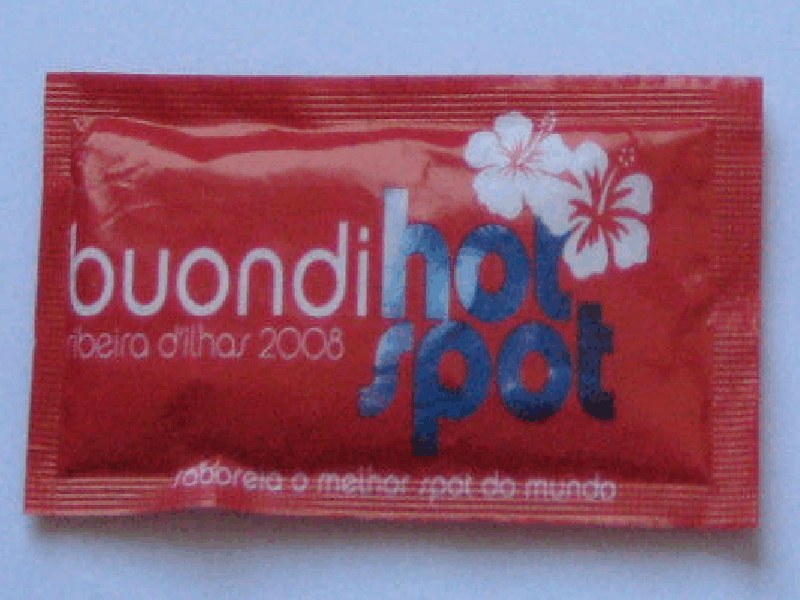 buondi hot
spot
ribeira d'ilhas 2008
saboreia o melhor spot do mundo